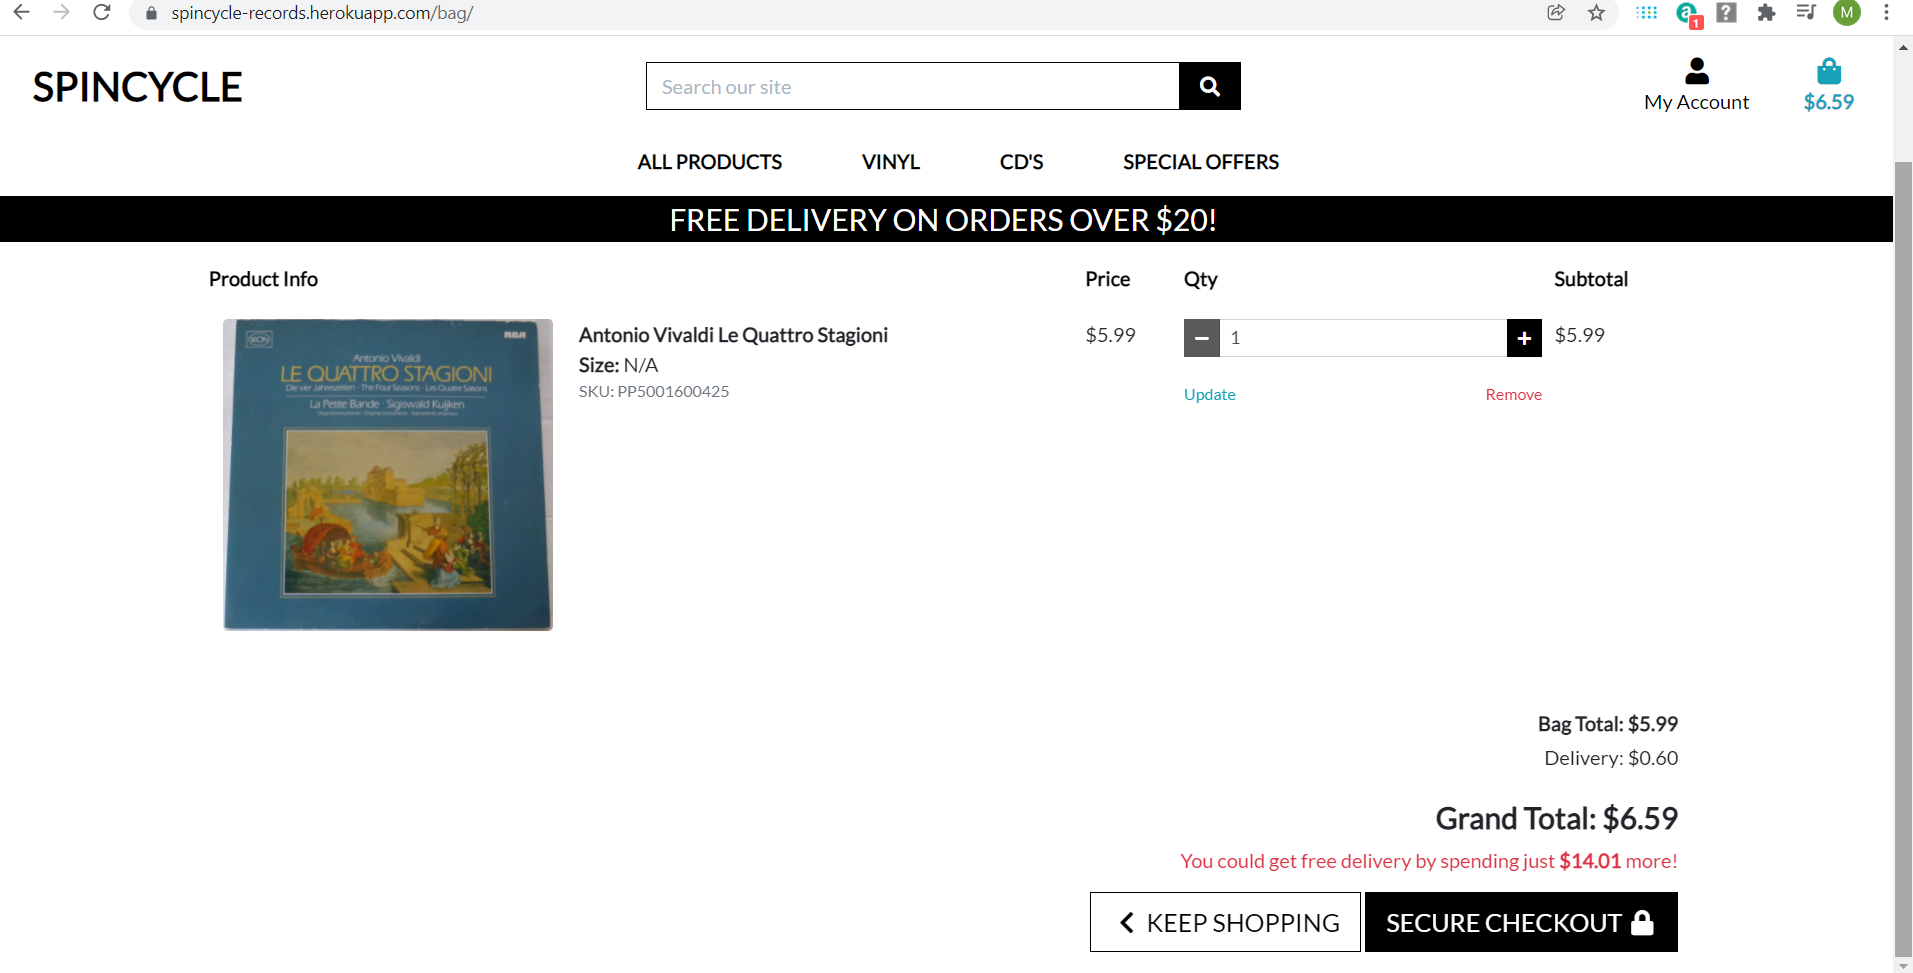 spincycle-records.herokuapp.com/bag/
1
M
SPINCYCLE
Search our site
My Account
$6.59
ALL PRODUCTS VINYL CD'S SPECIAL OFFERS
FREE DELIVERY ON ORDERS OVER $20!
Product Info Price Qty Subtotal
SEON
RCA
Antonio Vivaldi
LE QUATTRO STAGIONI
Die vier Jahreszeiten · The Four Seasons · Les Quatre Saisons
La Petite Bande · Sigiswald Kuijken
Antonio Vivaldi Le Quattro Stagioni $5.99 1 $5.99
Size: N/A
SKU: PP5001600425
Update Remove
Bag Total: $5.99
Delivery: $0.60
Grand Total: $6.59
You could get free delivery by spending just $14.01 more!
KEEP SHOPPING SECURE CHECKOUT